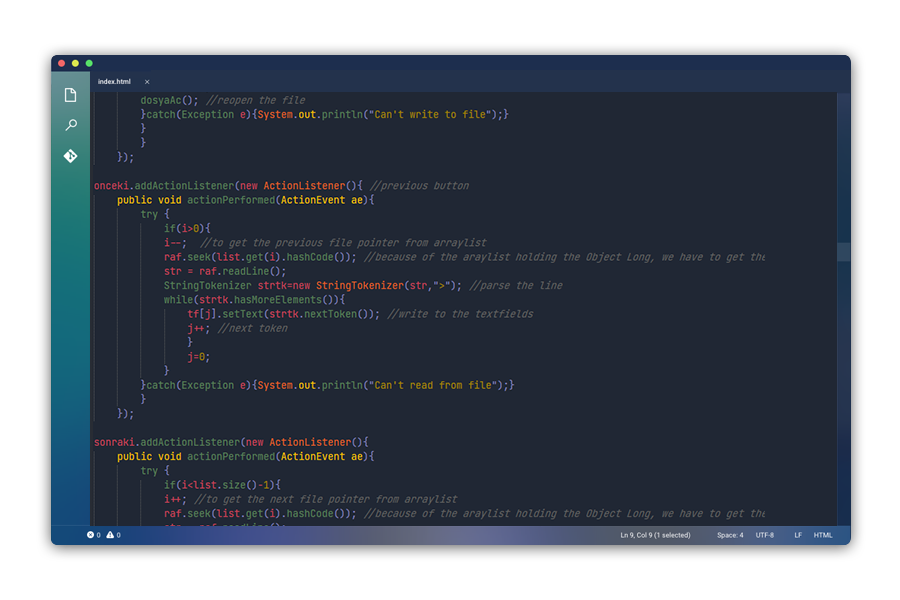 index.html ×
dosyaAc(); //reopen the file
}catch(Exception e){System.out.println("Can't write to file");}
}
}
});
onceki.addActionListener(new ActionListener(){ //previous button
public void actionPerformed(ActionEvent ae){
try {
if(i>0){
i--; //to get the previous file pointer from arraylist
raf.seek(list.get(i).hashCode()); //because of the araylist holding the Object Long, we have to get the
str = raf.readLine();
StringTokenizer strtk=new StringTokenizer(str,">"); //parse the line
while(strtk.hasMoreElements()){
tf[j].setText(strtk.nextToken()); //write to the textfields
j++; //next token
}
j=0;
}
}catch(Exception e){System.out.println("Can't read from file");}
}
});
sonraki.addActionListener(new ActionListener(){
public void actionPerformed(ActionEvent ae){
try {
if(i<list.size()-1){
i++; //to get the next file pointer from arraylist
raf.seek(list.get(i).hashCode()); //because of the araylist holding the Object Long, we have to get the
0 0 Ln 9, Col 9 (1 selected) Space: 4 UTF-8 LF HTML